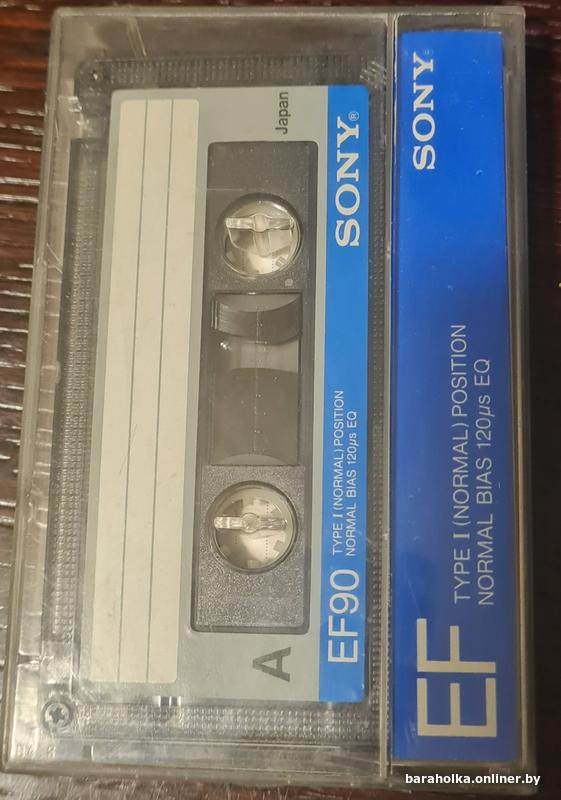 A
Japan
SONY®
EF90
TYPE I (NORMAL) POSITION
NORMAL BIAS 120µs EQ
SONY®
EF
TYPE I (NORMAL) POSITION
NORMAL BIAS 120µs EQ
baraholka.onliner.by